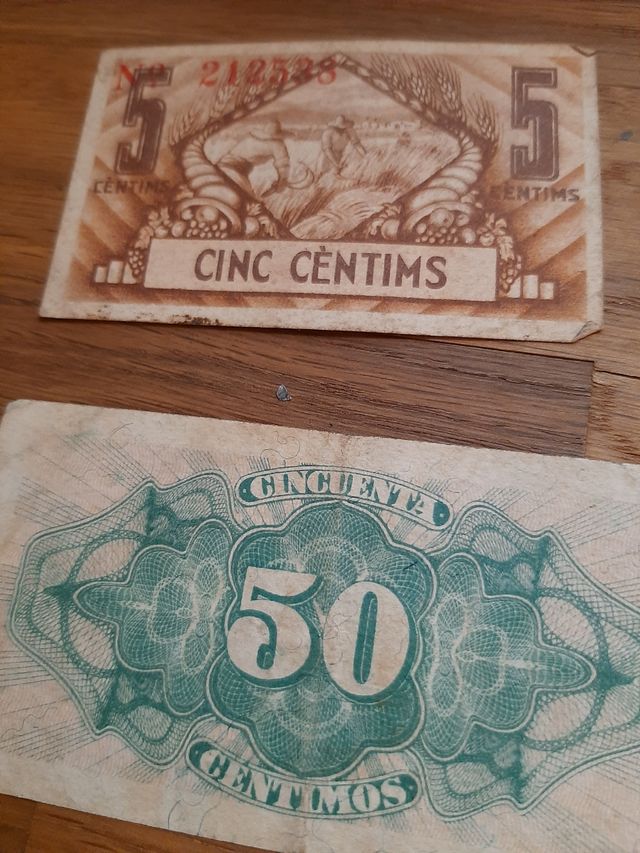 Nº 212538
5 5
CÈNTIMS CÈNTIMS
CINC CÈNTIMS
CINCUENTA
50
CENTIMOS